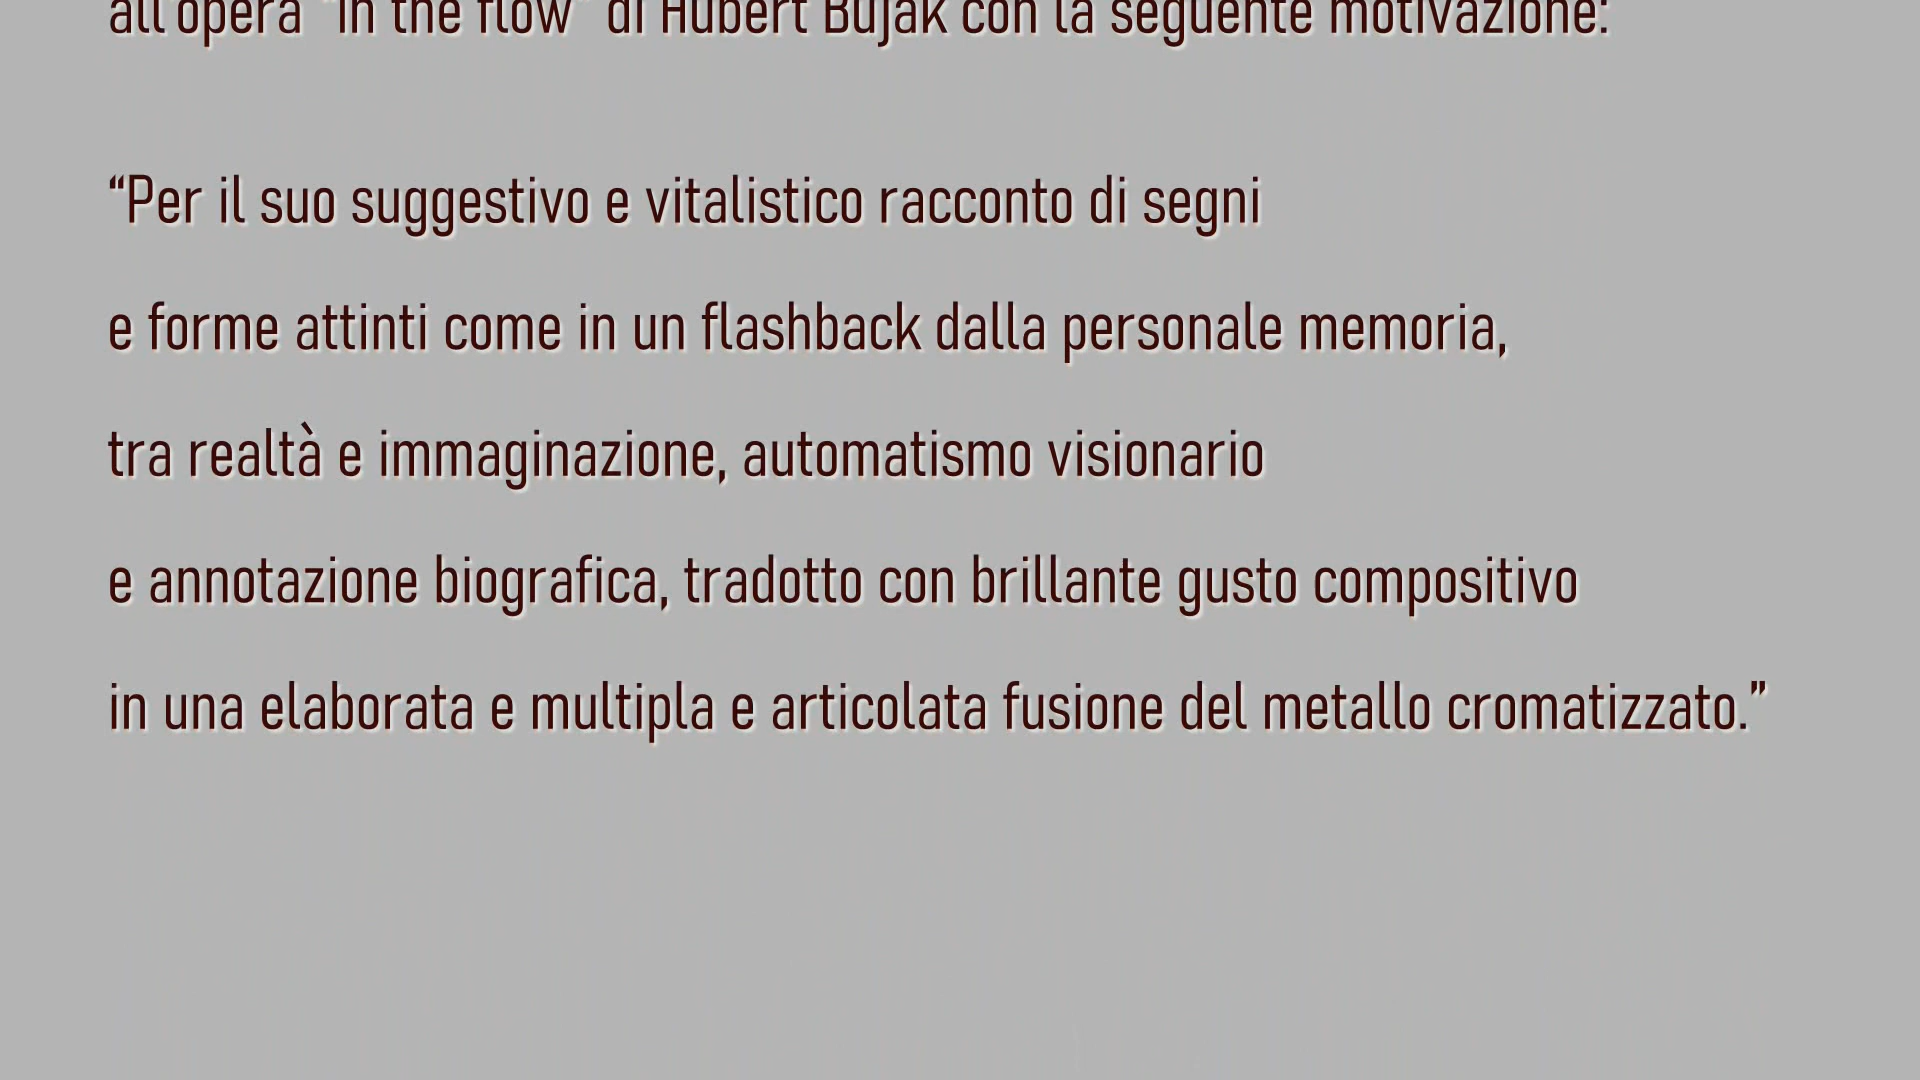 all'opera "In the flow" di Hubert Bujak con la seguente motivazione:
“Per il suo suggestivo e vitalistico racconto di segni
e forme attinti come in un flashback dalla personale memoria,
tra realtà e immaginazione, automatismo visionario
e annotazione biografica, tradotto con brillante gusto compositivo
in una elaborata e multipla e articolata fusione del metallo cromatizzato.”